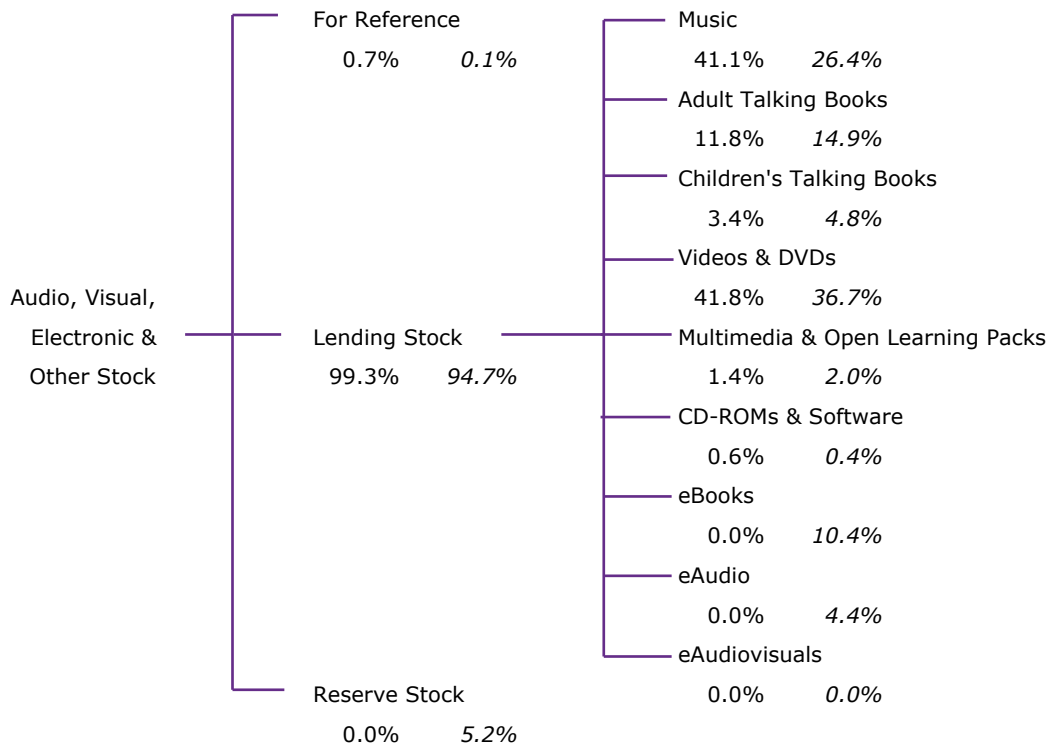 For Reference
0.7% 0.1%
Music
41.1% 26.4%
Adult Talking Books
11.8% 14.9%
Children's Talking Books
3.4% 4.8%
Videos & DVDs
41.8% 36.7%
Audio, Visual,
Electronic &
Other Stock
Lending Stock
99.3% 94.7%
Multimedia & Open Learning Packs
1.4% 2.0%
CD-ROMs & Software
0.6% 0.4%
eBooks
0.0% 10.4%
eAudio
0.0% 4.4%
eAudiovisuals
0.0% 0.0%
Reserve Stock
0.0% 5.2%